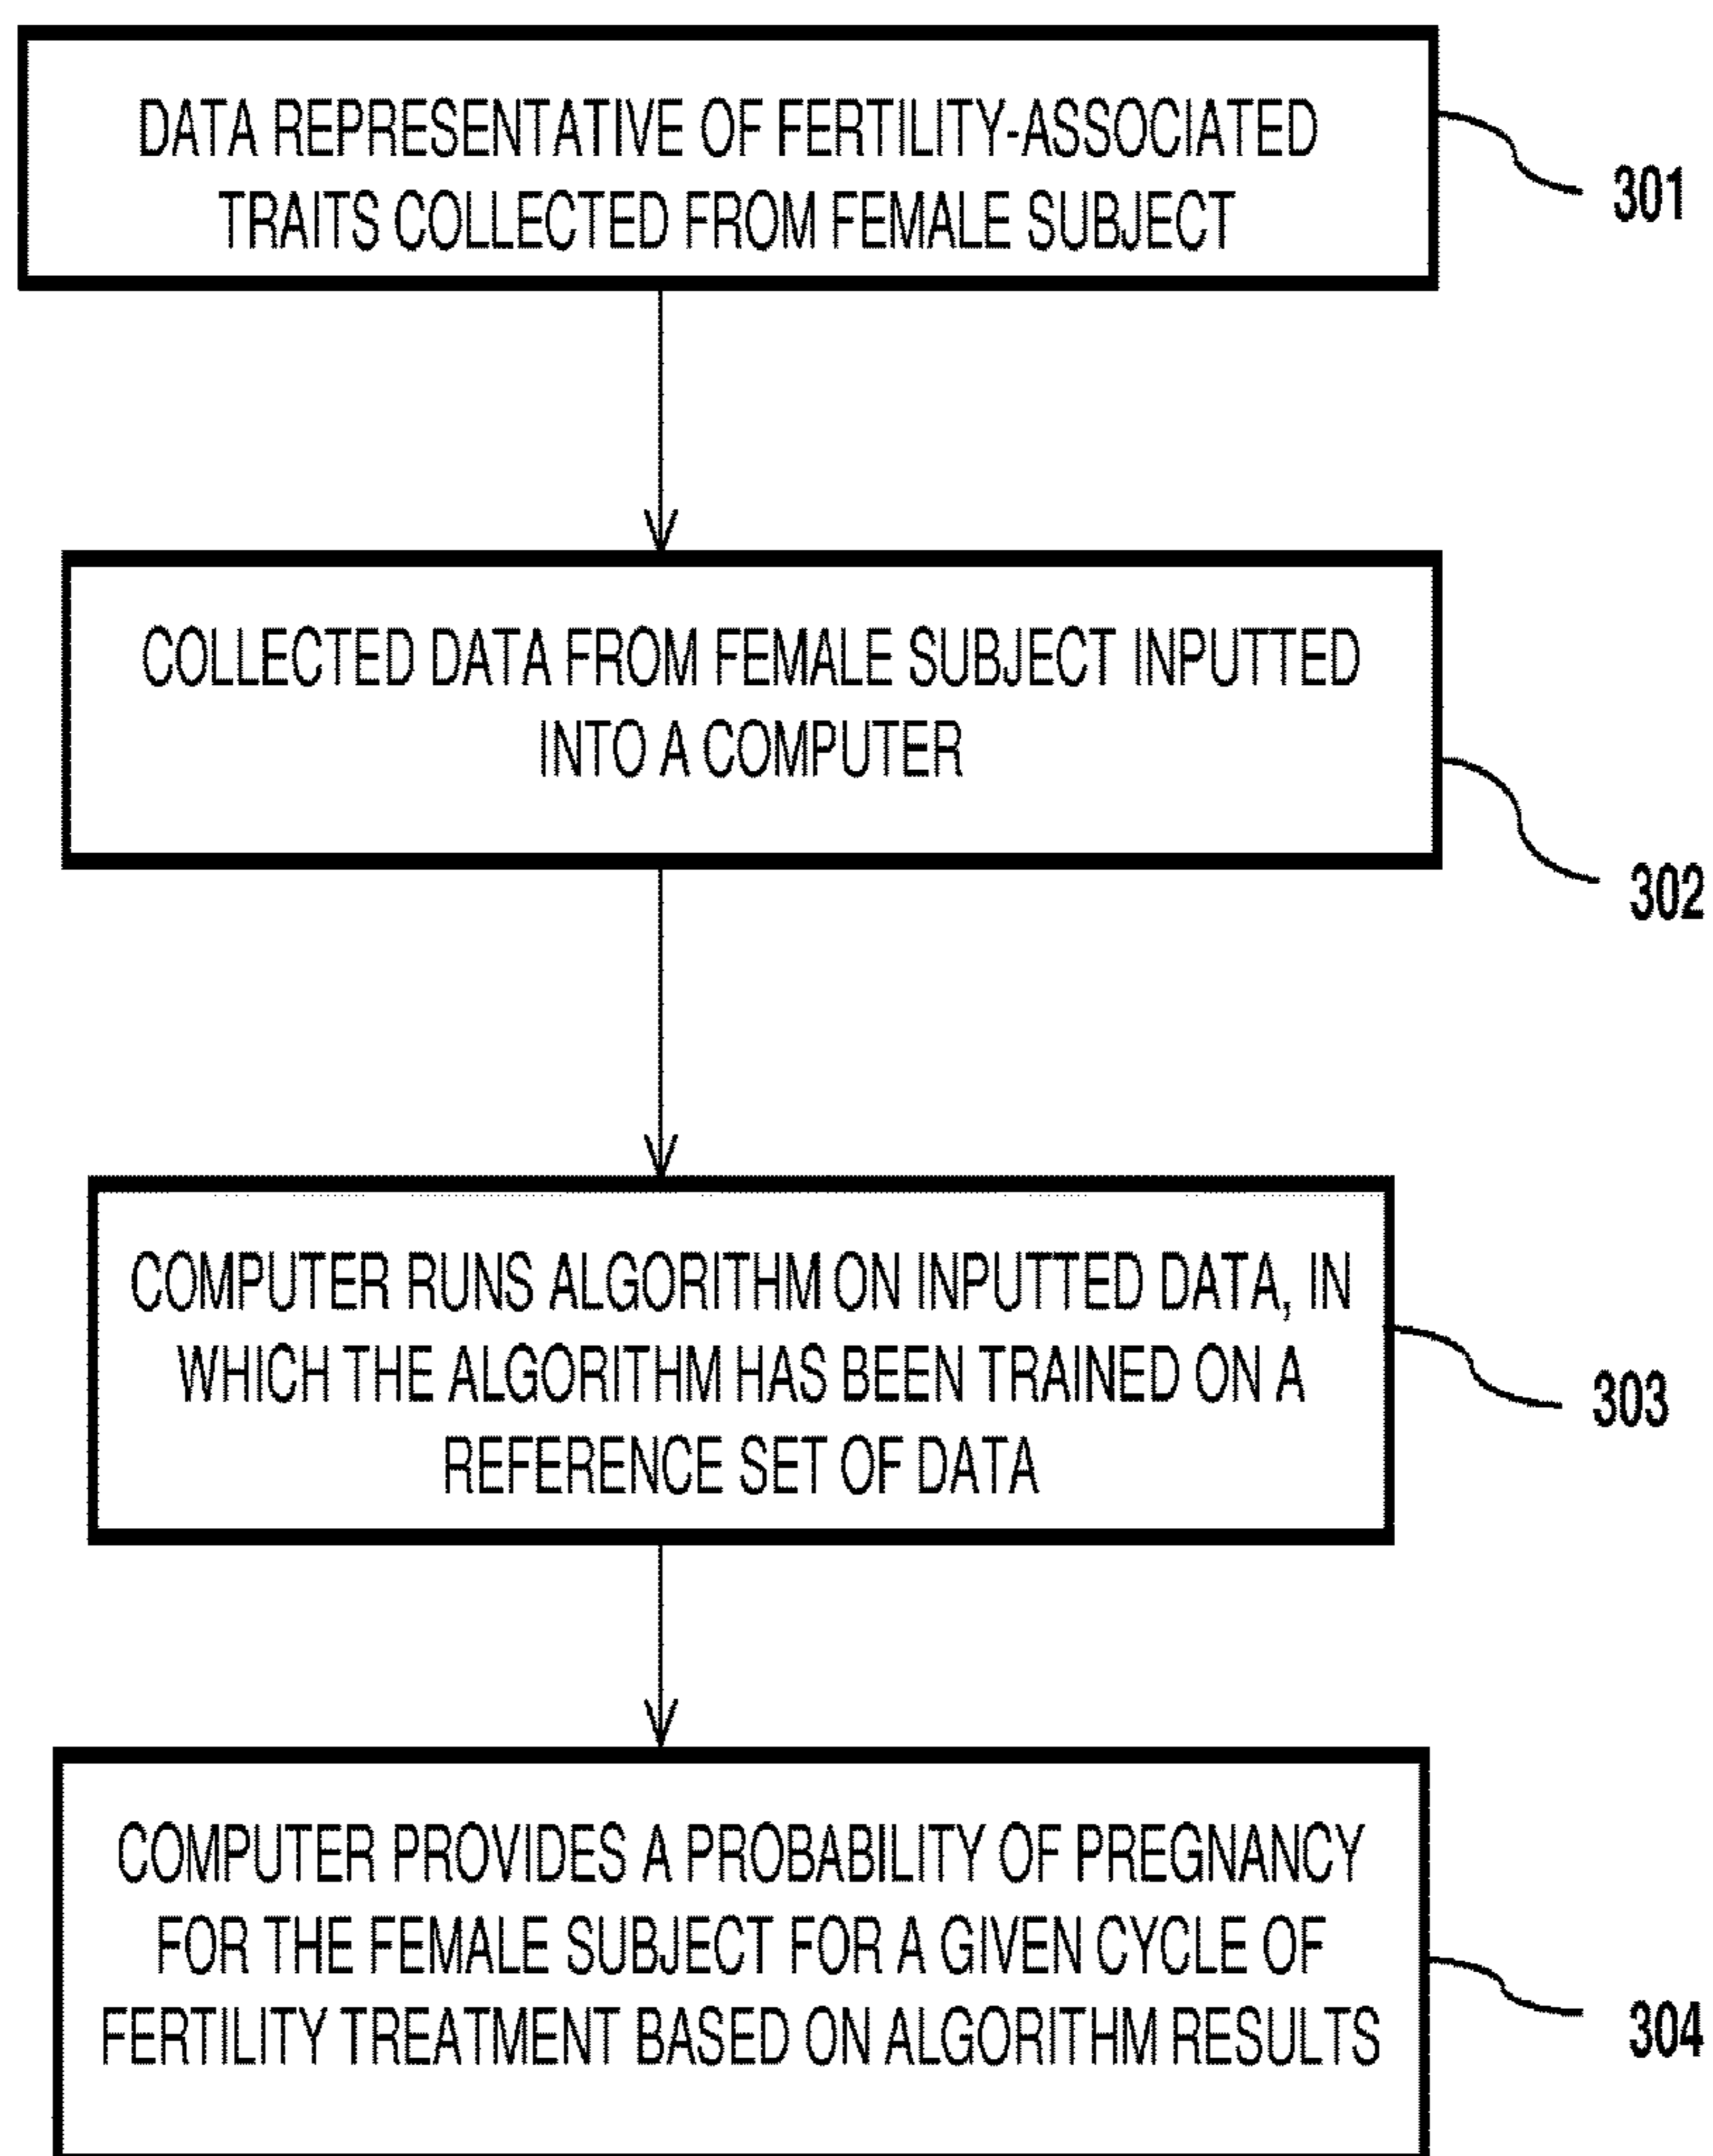 DATA REPRESENTATIVE OF FERTILITY-ASSOCIATED
TRAITS COLLECTED FROM FEMALE SUBJECT
301
COLLECTED DATA FROM FEMALE SUBJECT INPUTTED
INTO A COMPUTER
302
COMPUTER RUNS ALGORITHM ON INPUTTED DATA, IN
WHICH THE ALGORITHM HAS BEEN TRAINED ON A
REFERENCE SET OF DATA
303
COMPUTER PROVIDES A PROBABILITY OF PREGNANCY
FOR THE FEMALE SUBJECT FOR A GIVEN CYCLE OF
FERTILITY TREATMENT BASED ON ALGORITHM RESULTS
304